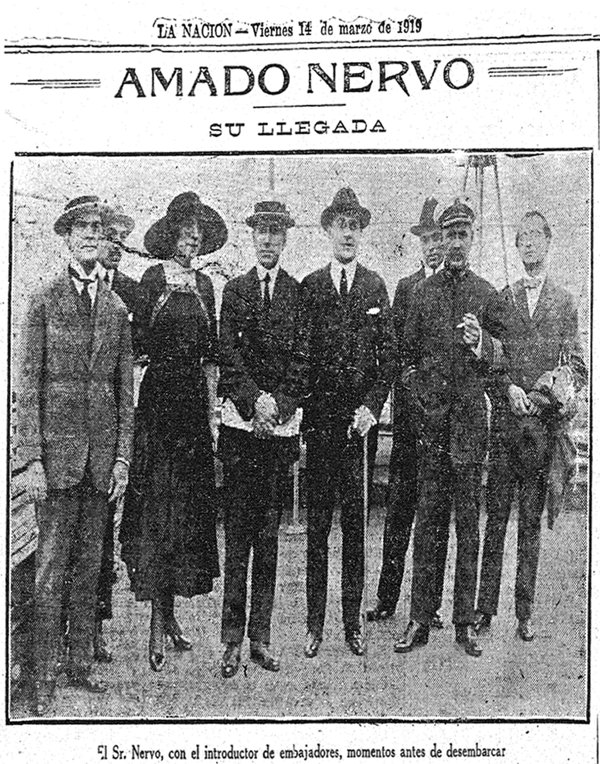 LA NACION — Viernes 14 de marzo de 1919
AMADO NERVO
SU LLEGADA
El Sr. Nervo, con el introductor de embajadores, momentos antes de desembarcar